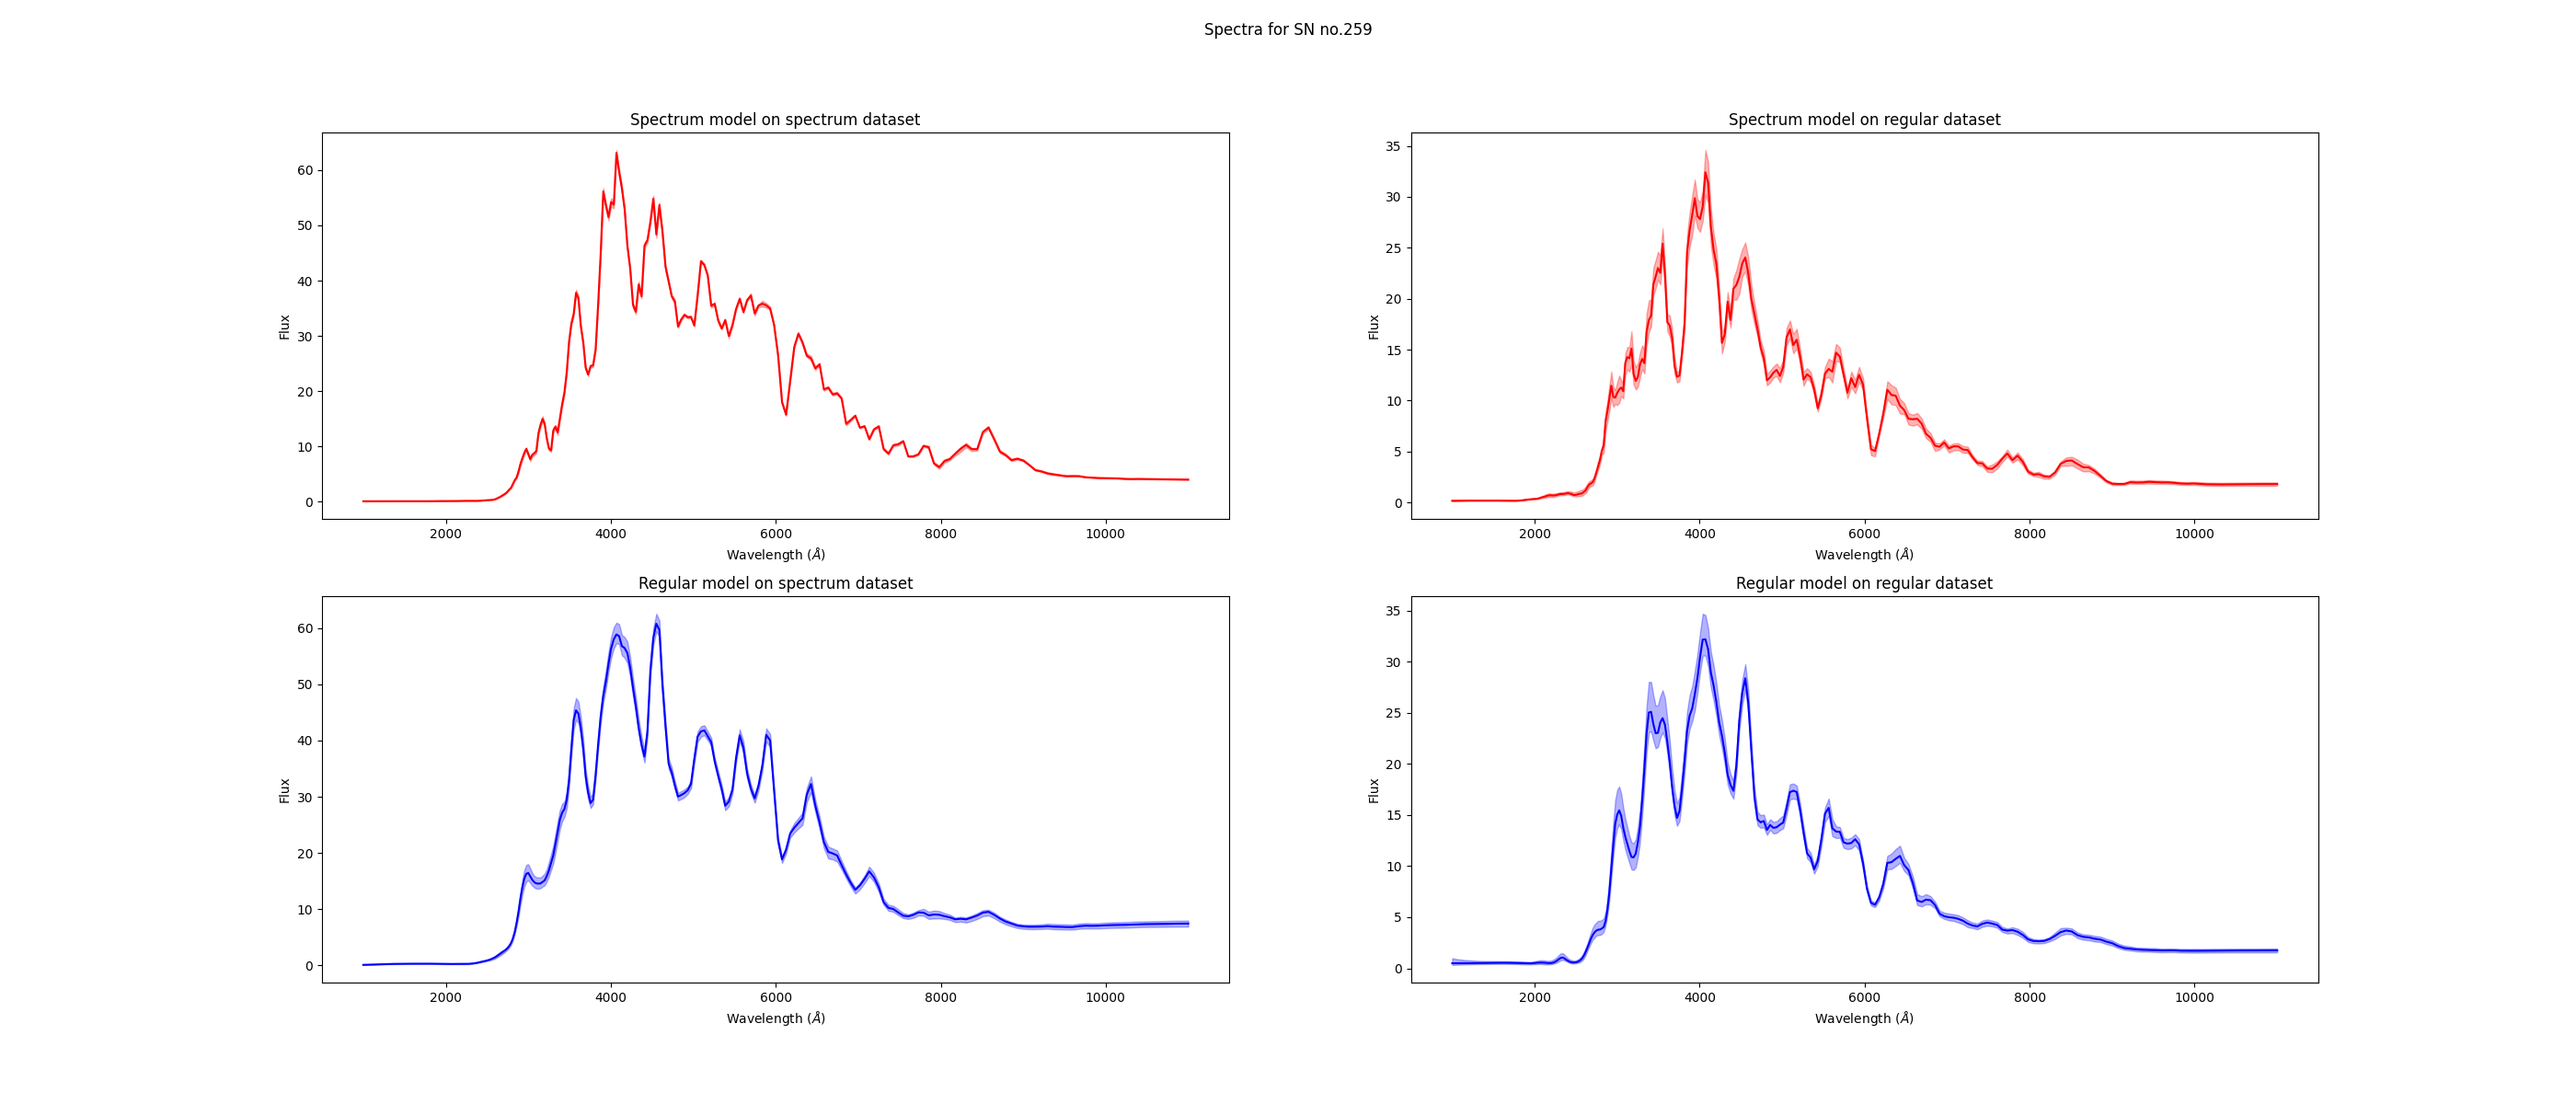 Spectra for SN no.259
Spectrum model on spectrum dataset
Flux
60
50
40
30
20
10
0
2000 4000 6000 8000 10000
Wavelength (Å)
Spectrum model on regular dataset
Flux
35
30
25
20
15
10
5
0
2000 4000 6000 8000 10000
Wavelength (Å)
Regular model on spectrum dataset
Flux
60
50
40
30
20
10
0
2000 4000 6000 8000 10000
Wavelength (Å)
Regular model on regular dataset
Flux
35
30
25
20
15
10
5
0
2000 4000 6000 8000 10000
Wavelength (Å)